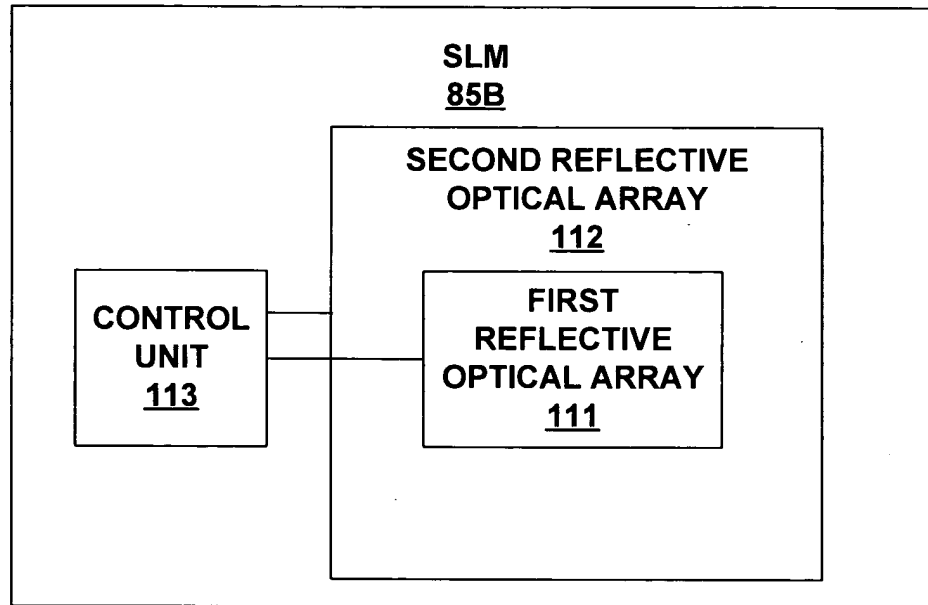 SLM
85B
SECOND REFLECTIVE
OPTICAL ARRAY
112
CONTROL
UNIT
113
FIRST
REFLECTIVE
OPTICAL ARRAY
111